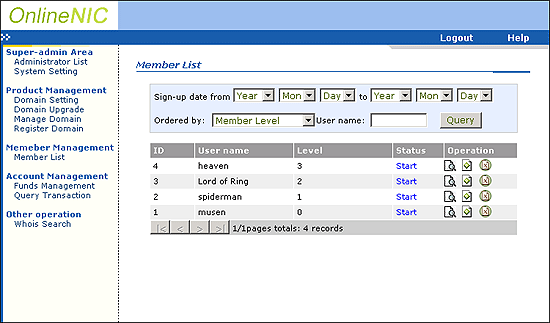 OnlineNIC
Logout Help
Super-admin Area
Administrator List
System Setting
Product Management
Domain Setting
Domain Upgrade
Manage Domain
Register Domain
Memeber Management
Member List
Account Management
Funds Management
Query Transaction
Other operation
Whois Search
Member List
Sign-up date from Year Mon Day to Year Mon Day
Ordered by: Member Level User name: Query
ID User name Level Status Operation
4 heaven 3 Start
3 Lord of Ring 2 Start
2 spiderman 1 Start
1 musen 0 Start
|< < > >| 1/1pages totals: 4 records